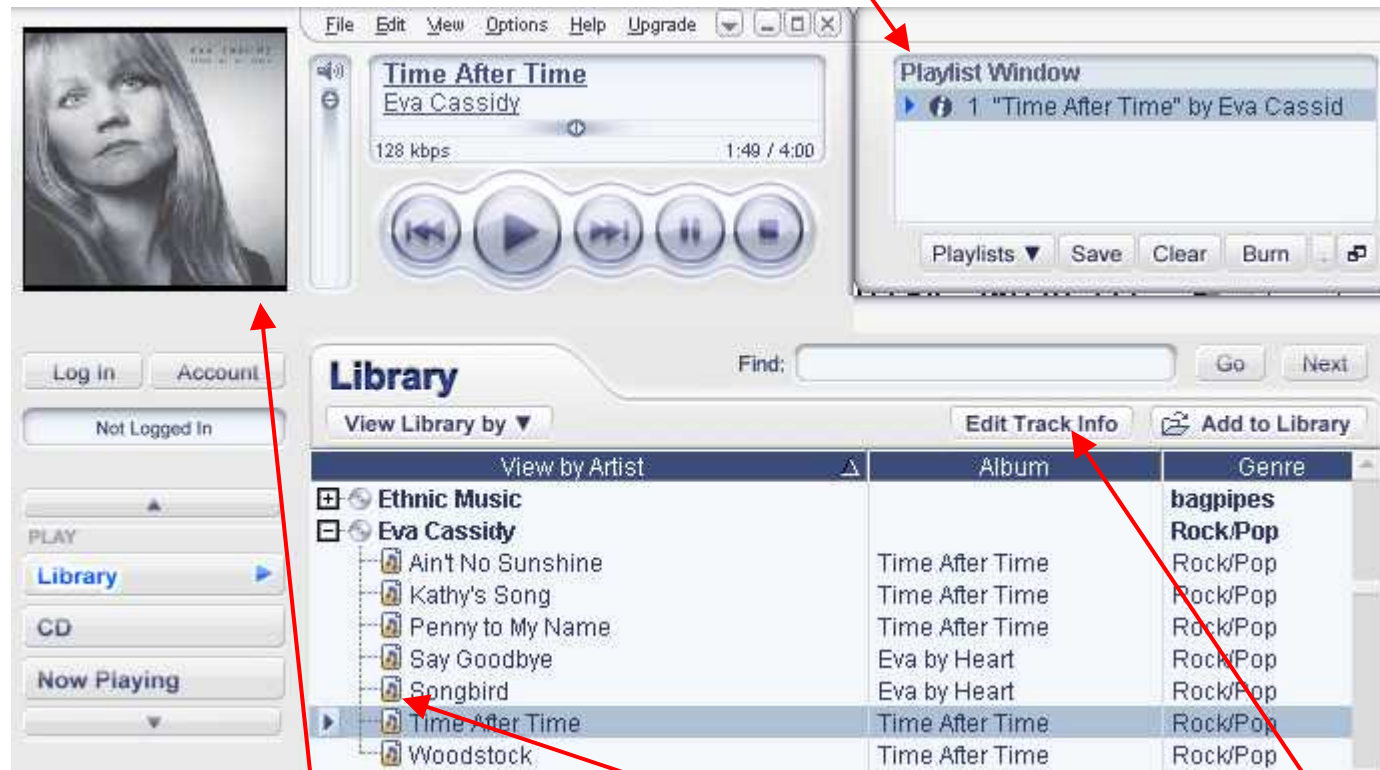 File Edit View Options Help Upgrade
Time After Time
Eva Cassidy
128 kbps 1:49 / 4:00
Playlist Window
1 "Time After Time" by Eva Cassid
Playlists ▼ Save Clear Burn
Log In Account
Not Logged In
PLAY
Library
CD
Now Playing
Library
Find: Go Next
View Library by ▼ Edit Track Info Add to Library
View by Artist Album Genre
Ethnic Music bagpipes
Eva Cassidy Rock/Pop
Ain't No Sunshine Time After Time Rock/Pop
Kathy's Song Time After Time Rock/Pop
Penny to My Name Time After Time Rock/Pop
Say Goodbye Eva by Heart Rock/Pop
Songbird Eva by Heart Rock/Pop
Time After Time Time After Time Rock/Pop
Woodstock Time After Time Rock/Pop